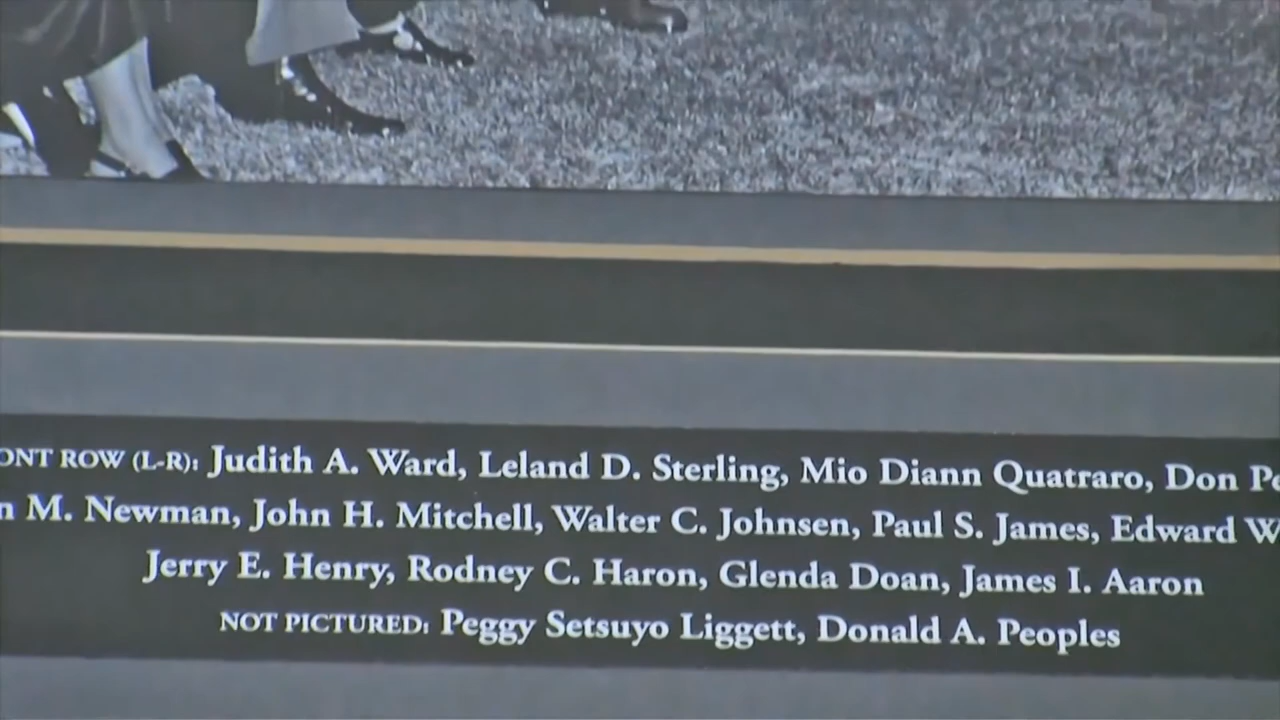 ONT ROW (L-R): Judith A. Ward, Leland D. Sterling, Mio Diann Quatraro, Don Pe
n M. Newman, John H. Mitchell, Walter C. Johnsen, Paul S. James, Edward W
Jerry E. Henry, Rodney C. Haron, Glenda Doan, James I. Aaron
NOT PICTURED: Peggy Setsuyo Liggett, Donald A. Peoples